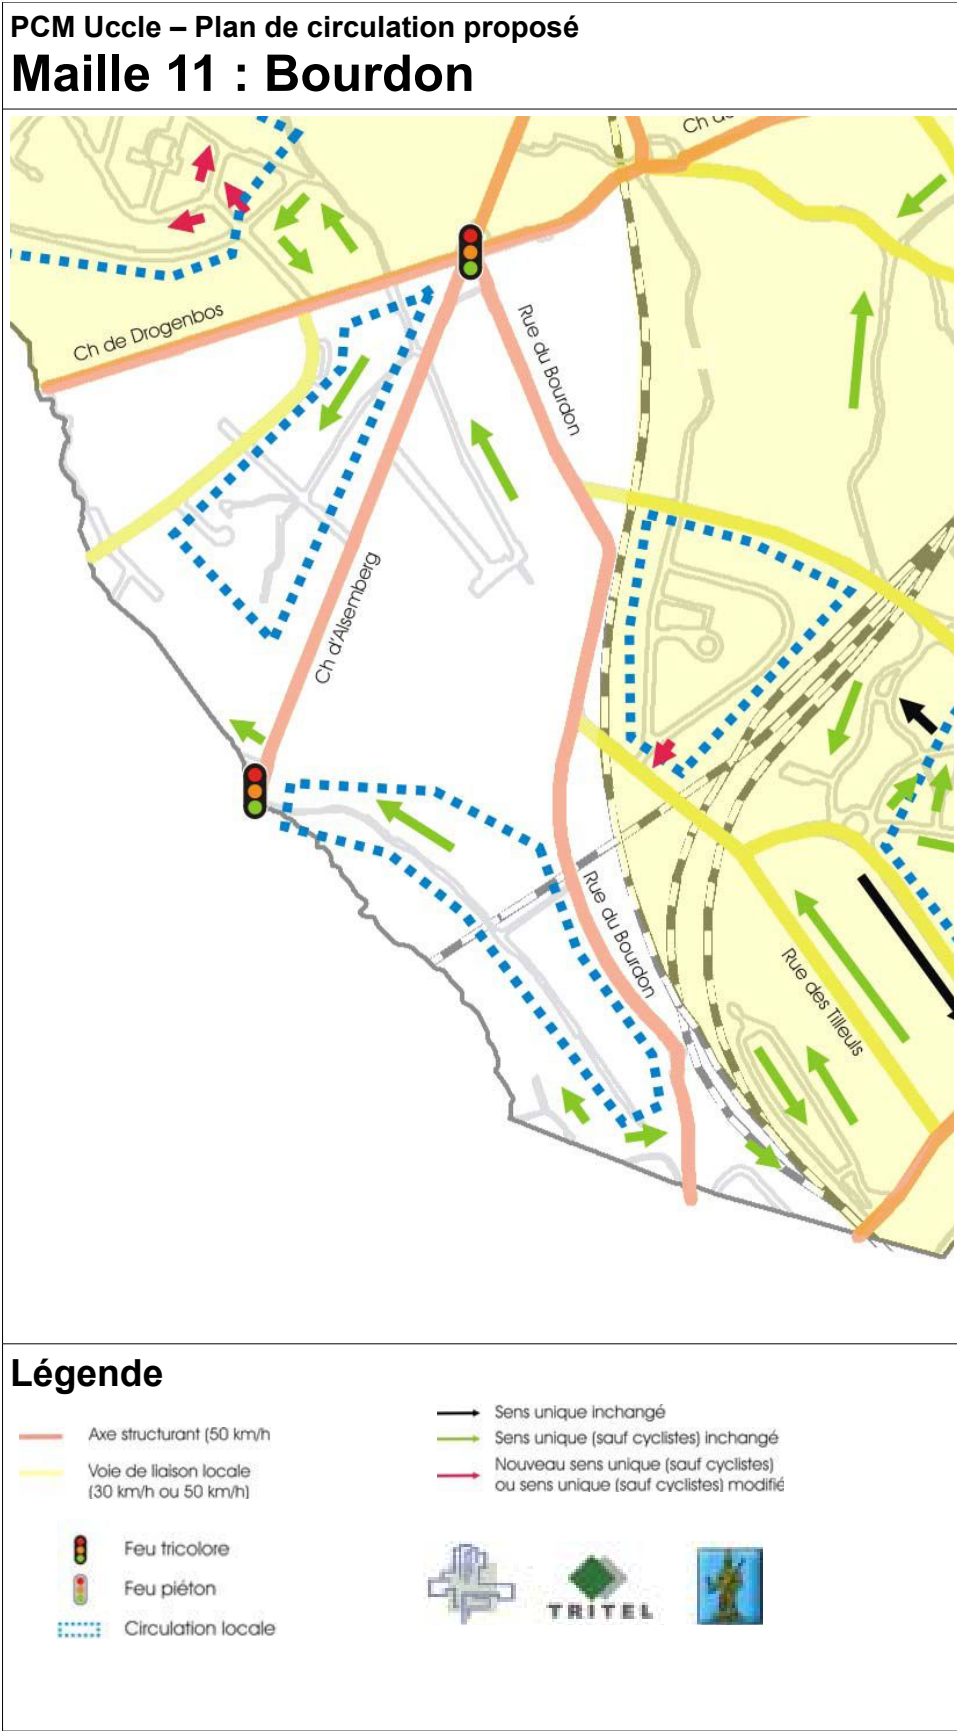 PCM Uccle – Plan de circulation proposé
Maille 11 : Bourdon
Ch de Drogenbos
Rue du Bourdon
Ch d'Alsemberg
Rue du Bourdon
Rue des Tilleuls
Légende
Axe structurant (50 km/h
Voie de liaison locale
(30 km/h ou 50 km/h)
Feu tricolore
Feu piéton
Circulation locale
Sens unique inchangé
Sens unique (sauf cyclistes) inchangé
Nouveau sens unique (sauf cyclistes)
ou sens unique (sauf cyclistes) modifié
TRITEL